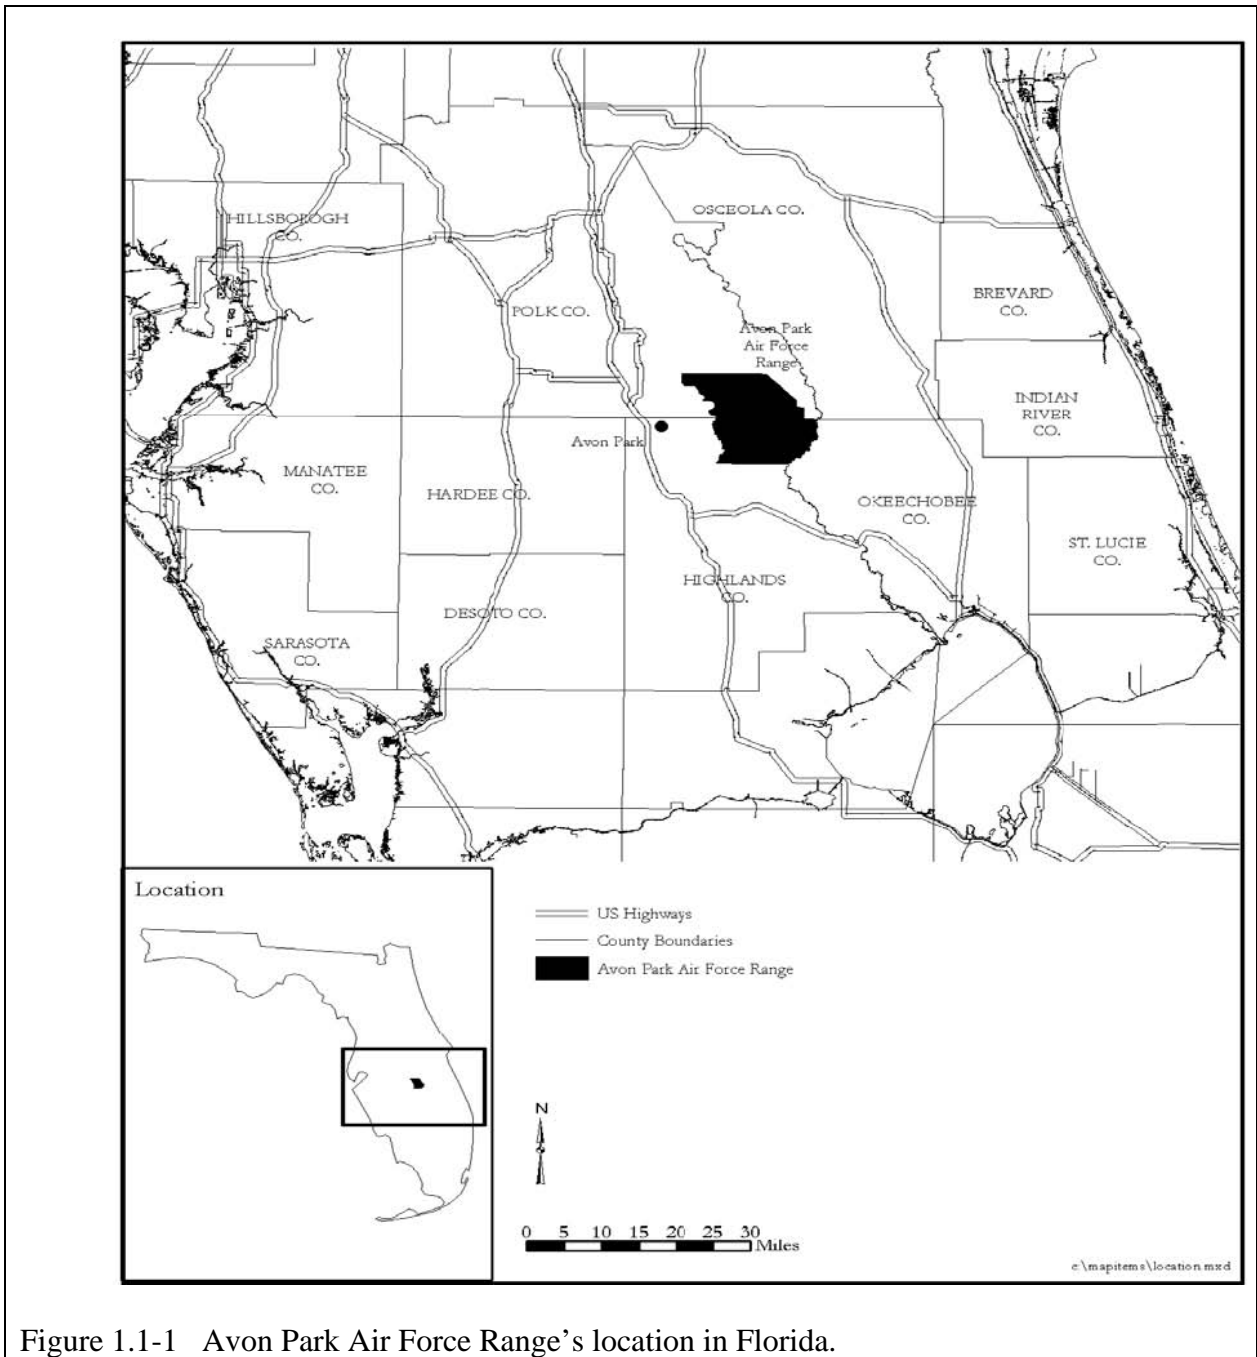 HILLSBOROGH
CO.
OSCEOLA CO.
BREVARD
CO.
POLK CO.
Avon Park
Air Force
Range
INDIAN
RIVER
CO.
Avon Park
MANATEE
CO.
HARDEE CO.
OKEECHOBEE
CO.
ST. LUCIE
CO.
HIGHLANDS
CO.
DESOTO CO.
SARASOTA
CO.
Location
US Highways
County Boundaries
Avon Park Air Force Range
N
0 5 10 15 20 25 30
Miles
c:\mapitems\location.mxd
Figure 1.1-1 Avon Park Air Force Range’s location in Florida.